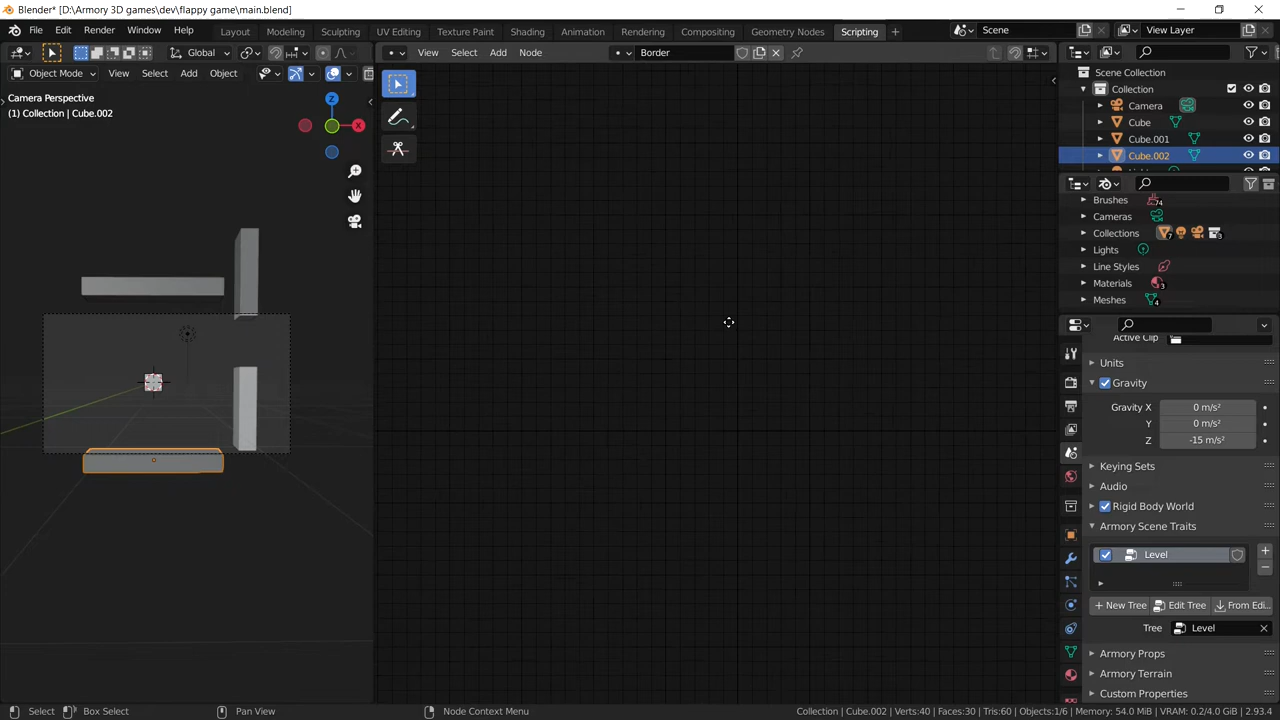 Blender* [D:\Armory 3D games\dev\flappy game\main.blend]
File Edit Render Window Help Layout Modeling Sculpting UV Editing Texture Paint Shading Animation Rendering Compositing Geometry Nodes Scripting Scene View Layer
Global View Select Add Node Border
Object Mode View Select Add Object
Camera Perspective
(1) Collection | Cube.002
Z
X
Scene Collection
Collection
Camera
Cube
Cube.001
Cube.002
Brushes 74
Cameras
Collections 7 3
Lights
Line Styles
Materials 3
Meshes 4
Active Clip
Units
Gravity
Gravity X 0 m/s²
Y 0 m/s²
Z -15 m/s²
Keying Sets
Audio
Rigid Body World
Armory Scene Traits
Level
New Tree Edit Tree From Edi...
Tree Level
Armory Props
Armory Terrain
Custom Properties
Select Box Select Pan View Node Context Menu Collection | Cube.002 | Verts:40 | Faces:30 | Tris:60 | Objects:1/6 | Memory: 54.0 MiB | VRAM: 0.2/4.0 GiB | 2.93.4